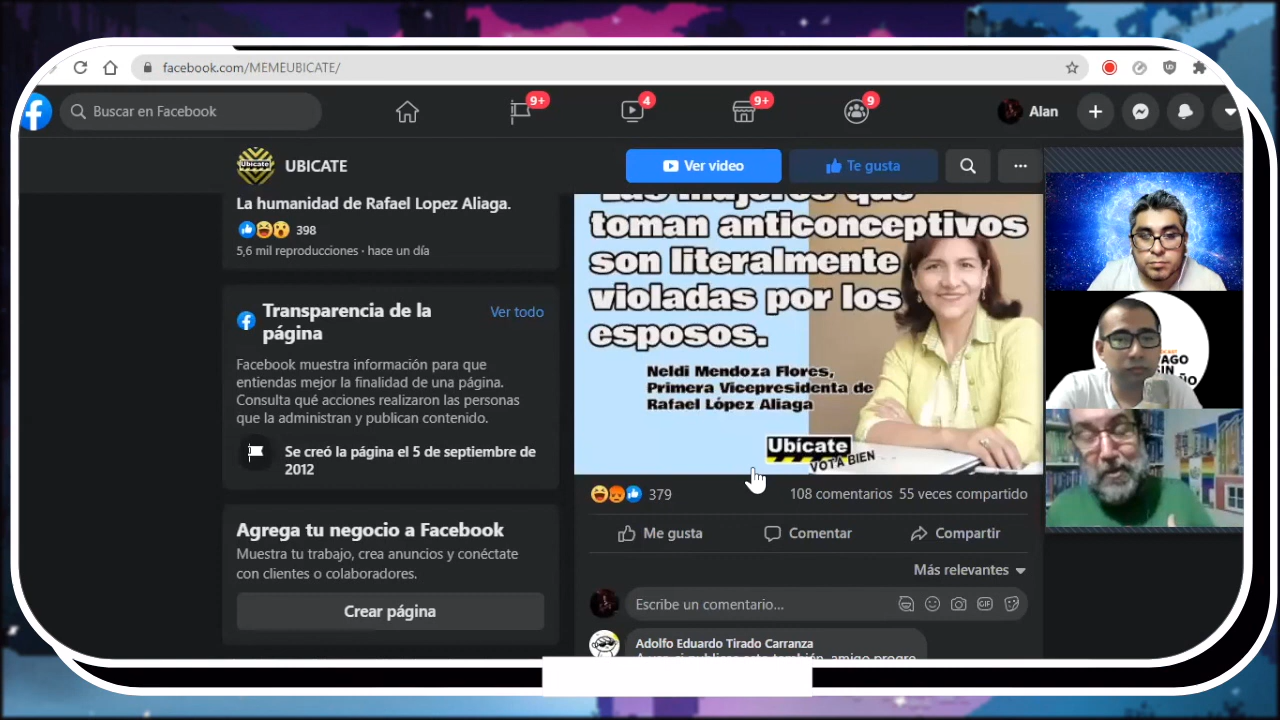 facebook.com/MEMEUBICATE/
Buscar en Facebook
9+
4
9+
9
Alan
Ubicate
UBICATE
Ver video
Te gusta
La humanidad de Rafael Lopez Aliaga.
398
5,6 mil reproducciones · hace un día
Transparencia de la
página
Ver todo
Facebook muestra información para que
entiendas mejor la finalidad de una página.
Consulta qué acciones realizaron las personas
que la administran y publican contenido.
Se creó la página el 5 de septiembre de
2012
Agrega tu negocio a Facebook
Muestra tu trabajo, crea anuncios y conéctate
con clientes o colaboradores.
Crear página
Las mujeres que
toman anticonceptivos
son literalmente
violadas por los
esposos.
Neldi Mendoza Flores,
Primera Vicepresidenta de
Rafael López Aliaga
Ubícate
VOTA BIEN
379
108 comentarios 55 veces compartido
Me gusta
Comentar
Compartir
Más relevantes
Escribe un comentario...
GIF
Adolfo Eduardo Tirado Carranza
SIN